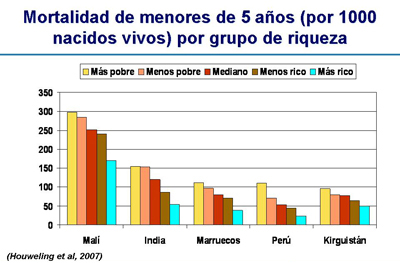 Mortalidad de menores de 5 años (por 1000
nacidos vivos) por grupo de riqueza
Más pobre Menos pobre Mediano Menos rico Más rico
350
300
250
200
150
100
50
0
Malí India Marruecos Perú Kirguistán
(Houweling et al, 2007)